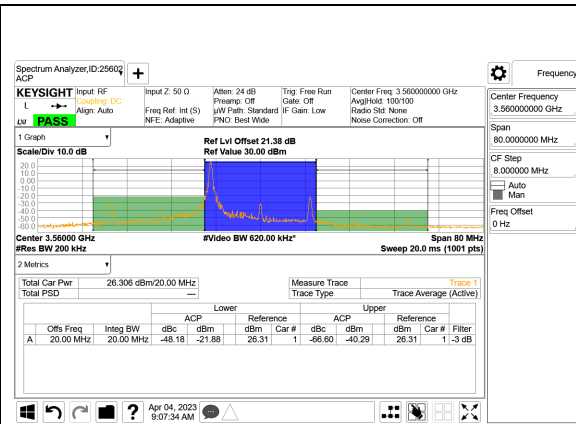 Spectrum Analyzer,ID:25602
ACP
Frequency
KEYSIGHT
Input: RF
Input Z: 50 Ω
Atten: 24 dB
Trig: Free Run
Center Freq: 3.560000000 GHz
L
Coupling: DC
Preamp: Off
Gate: Off
Avg|Hold: 100/100
Align: Auto
Freq Ref: Int (S)
µW Path: Standard
IF Gain: Low
Radio Std: None
LXI
PASS
NFE: Adaptive
PNO: Best Wide
Noise Correction: Off
Center Frequency
3.560000000 GHz
Span
80.0000000 MHz
CF Step
8.000000 MHz
Auto
Man
Freq Offset
0 Hz
1 Graph
Ref Lvl Offset 21.38 dB
Scale/Div 10.0 dB
Ref Value 30.00 dBm
20.0
10.0
0.00
-10.0
-20.0
-30.0
-40.0
-50.0
-60.0
Center 3.56000 GHz
#Video BW 620.00 kHz*
Span 80 MHz
#Res BW 200 kHz
Sweep 20.0 ms (1001 pts)
2 Metrics
Total Car Pwr
26.306 dBm/20.00 MHz
Measure Trace
Trace 1
Total PSD
---
Trace Type
Trace Average (Active)
Lower
Upper
ACP
Reference
ACP
Reference
Offs Freq
Integ BW
dBc
dBm
dBm
Car #
dBc
dBm
dBm
Car #
Filter
A
20.00 MHz
20.00 MHz
-48.18
-21.88
26.31
1
-66.60
-40.29
26.31
1
-3 dB
Apr 04, 2023
9:07:34 AM